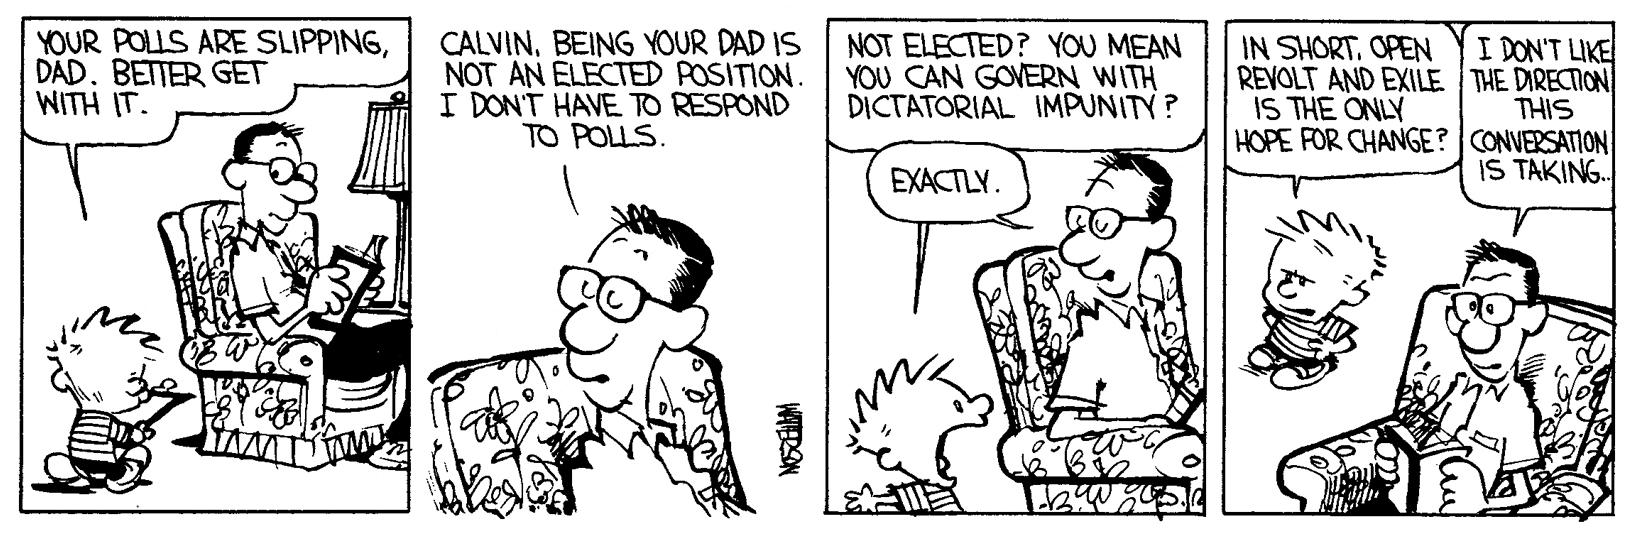 YOUR POLLS ARE SLIPPING,
DAD. BETTER GET
WITH IT.
CALVIN, BEING YOUR DAD IS
NOT AN ELECTED POSITION.
I DON'T HAVE TO RESPOND
TO POLLS.
WATTERSON
NOT ELECTED? YOU MEAN
YOU CAN GOVERN WITH
DICTATORIAL IMPUNITY?
EXACTLY.
IN SHORT, OPEN
REVOLT AND EXILE
IS THE ONLY
HOPE FOR CHANGE?
I DON'T LIKE
THE DIRECTION
THIS
CONVERSATION
IS TAKING..